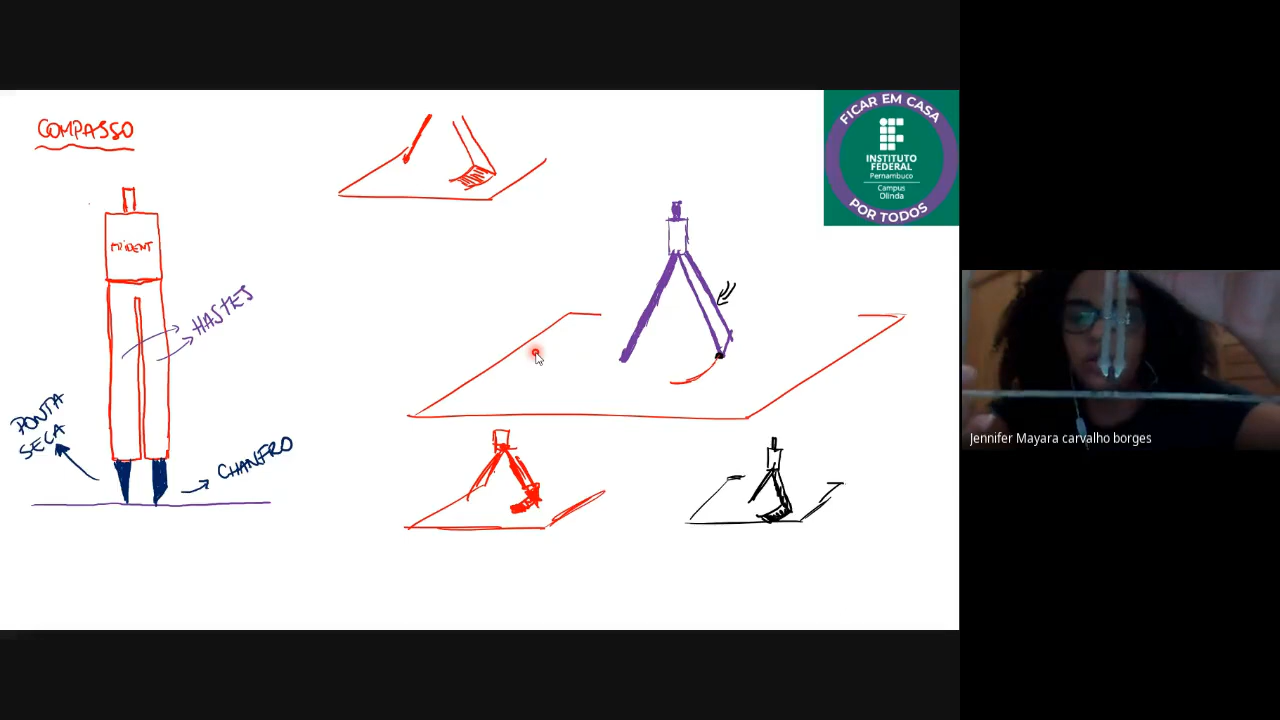 COMPASSO
TRIDENT
HASTES
PONTA
SECA
CHANFRO
FICAR EM CASA
INSTITUTO
FEDERAL
Pernambuco
Campus
Olinda
POR TODOS
Jennifer Mayara carvalho borges